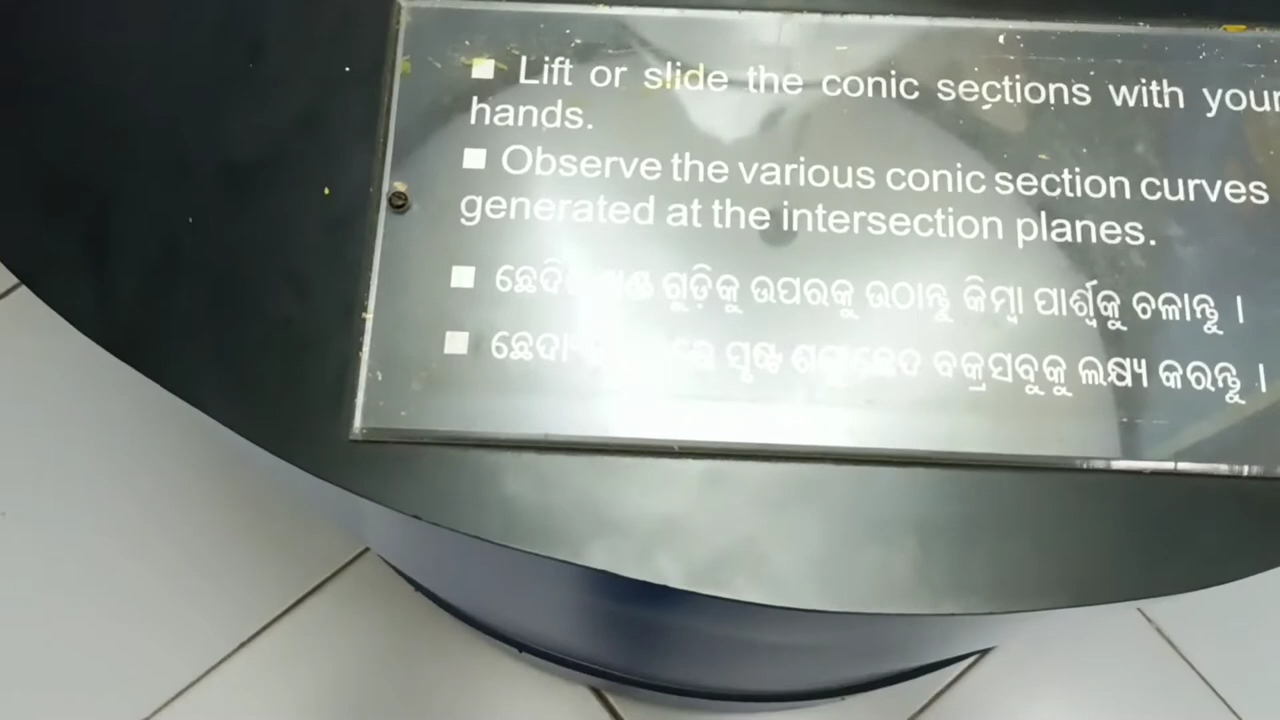 ■ Lift or slide the conic sections with your
hands.
■ Observe the various conic section curves
generated at the intersection planes.
■ ଗୁଡ଼ିକୁ ଉପରକୁ ଉଠାନ୍ତୁ କିମ୍ବା ପାର୍ଶ୍ୱକୁ ଚଳାନ୍ତୁ ।
■ ସୃଷ୍ଟ ବକ୍ରସବୁକୁ ଲକ୍ଷ୍ୟ କରନ୍ତୁ ।